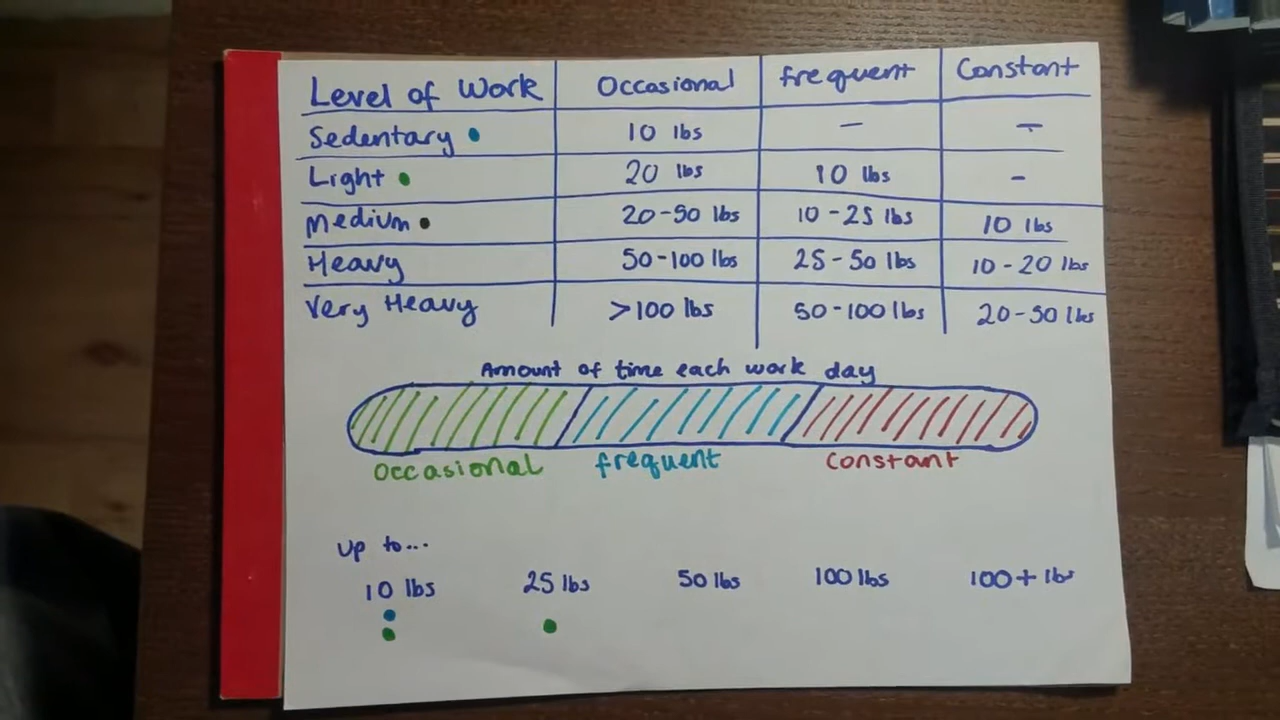 Level of Work Occasional frequent Constant
Sedentary 10 lbs — —
Light 20 lbs 10 lbs -
Medium 20-50 lbs 10-25 lbs 10 lbs
Heavy 50-100 lbs 25-50 lbs 10-20 lbs
Very Heavy >100 lbs 50-100 lbs 20-50 lbs
Amount of time each work day
Occasional frequent Constant
Up to...
10 lbs 25 lbs 50 lbs 100 lbs 100+ lbs